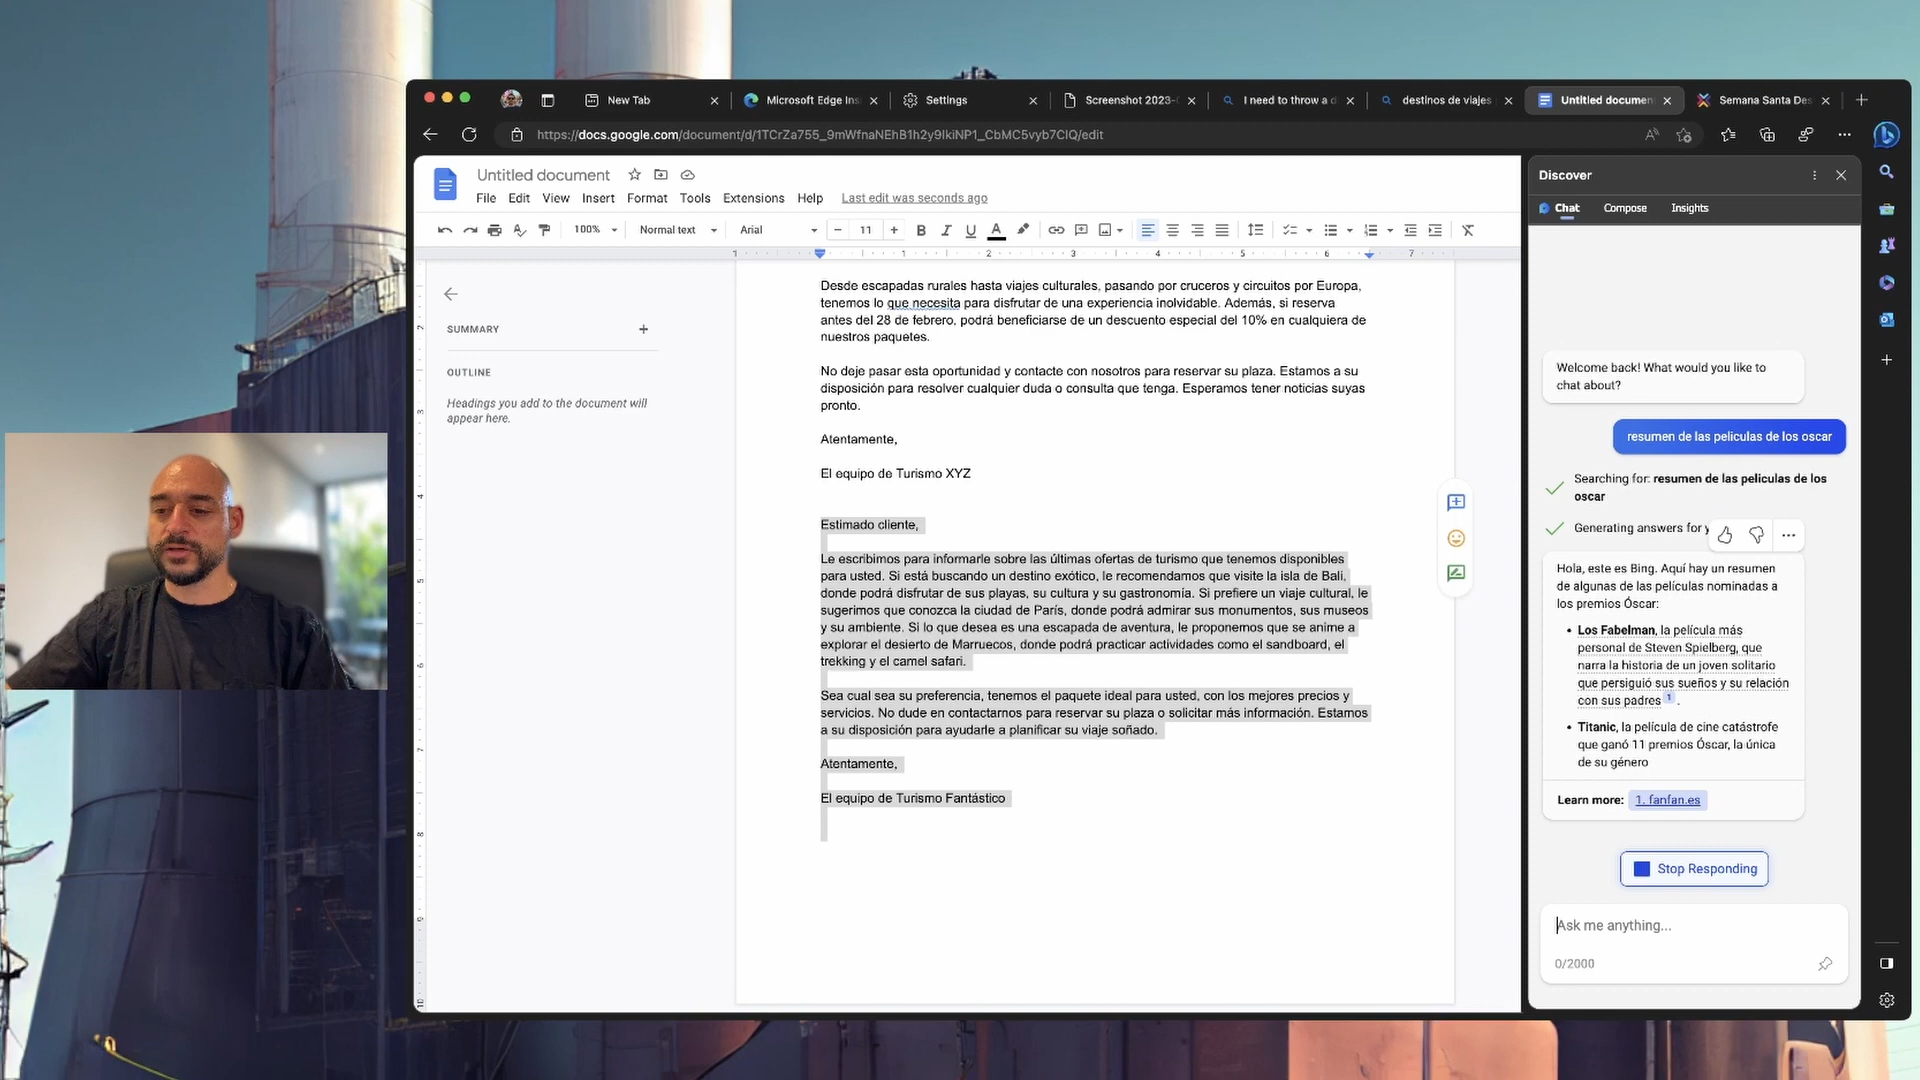 New Tab
Microsoft Edge Ins
Settings
Screenshot 2023-
I need to throw a d
destinos de viajes
Untitled documen
Semana Santa Des
https://docs.google.com/document/d/1TCrZa755_9mWfnaNEhB1h2y9IkiNP1_CbMC5vyb7CIQ/edit
Untitled document
File Edit View Insert Format Tools Extensions Help Last edit was seconds ago
100% Normal text Arial 11
1 1 2 3 4 5 6 7
SUMMARY
OUTLINE
Headings you add to the document will
appear here.
Desde escapadas rurales hasta viajes culturales, pasando por cruceros y circuitos por Europa,
tenemos lo que necesita para disfrutar de una experiencia inolvidable. Además, si reserva
antes del 28 de febrero, podrá beneficiarse de un descuento especial del 10% en cualquiera de
nuestros paquetes.
No deje pasar esta oportunidad y contacte con nosotros para reservar su plaza. Estamos a su
disposición para resolver cualquier duda o consulta que tenga. Esperamos tener noticias suyas
pronto.
Atentamente,
El equipo de Turismo XYZ
Estimado cliente,
Le escribimos para informarle sobre las últimas ofertas de turismo que tenemos disponibles
para usted. Si está buscando un destino exótico, le recomendamos que visite la isla de Bali,
donde podrá disfrutar de sus playas, su cultura y su gastronomía. Si prefiere un viaje cultural, le
sugerimos que conozca la ciudad de París, donde podrá admirar sus monumentos, sus museos
y su ambiente. Si lo que desea es una escapada de aventura, le proponemos que se anime a
explorar el desierto de Marruecos, donde podrá practicar actividades como el sandboard, el
trekking y el camel safari.
Sea cual sea su preferencia, tenemos el paquete ideal para usted, con los mejores precios y
servicios. No dude en contactarnos para reservar su plaza o solicitar más información. Estamos
a su disposición para ayudarle a planificar su viaje soñado.
Atentamente,
El equipo de Turismo Fantástico
Discover
Chat Compose Insights
Welcome back! What would you like to
chat about?
resumen de las peliculas de los oscar
Searching for: resumen de las peliculas de los
oscar
Generating answers for y
Hola, este es Bing. Aquí hay un resumen
de algunas de las películas nominadas a
los premios Óscar:
• Los Fabelman, la película más
personal de Steven Spielberg, que
narra la historia de un joven solitario
que persiguió sus sueños y su relación
con sus padres 1 .
• Titanic, la película de cine catástrofe
que ganó 11 premios Óscar, la única
de su género
Learn more: 1. fanfan.es
Stop Responding
Ask me anything...
0/2000